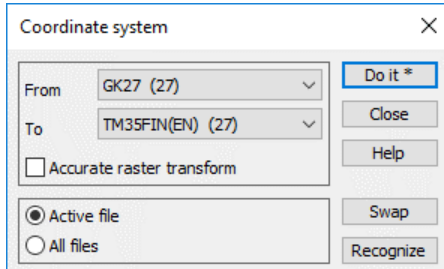 Coordinate system
From GK27 (27)
To TM35FIN(EN) (27)
Accurate raster transform
Active file
All files
Do it *
Close
Help
Swap
Recognize